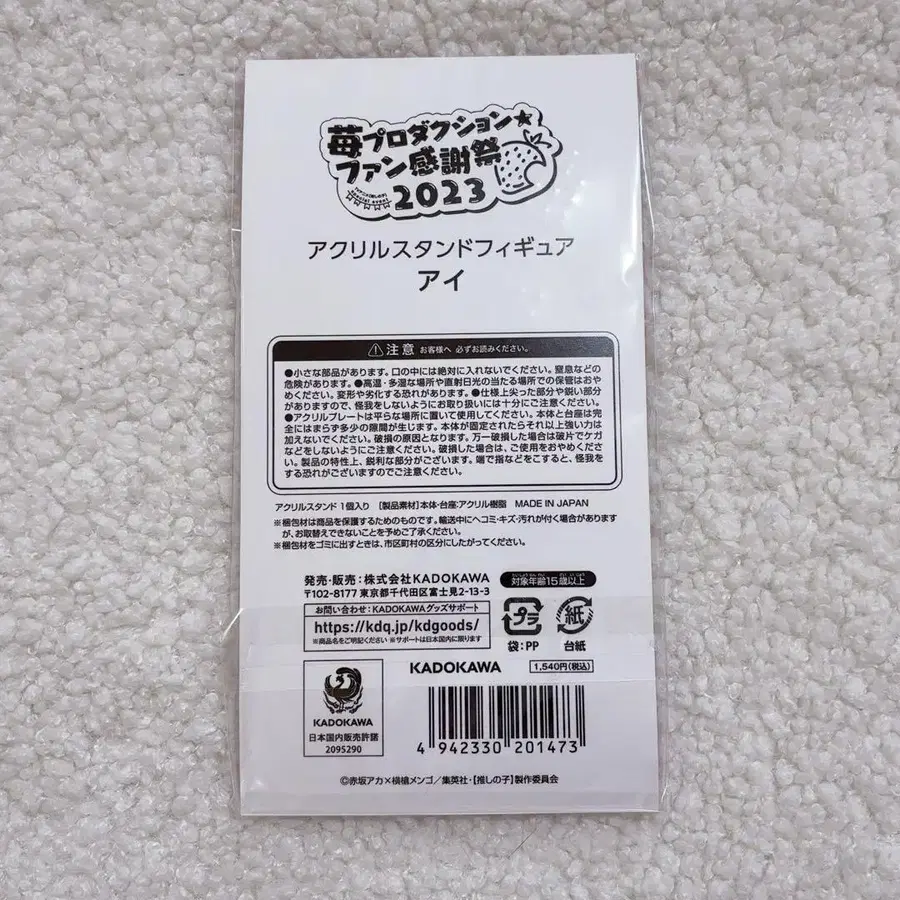 苺プロダクション★
ファン感謝祭
2023
TVアニメ【推しの子】
special event
アクリルスタンドフィギュア
アイ
注意 お客様へ 必ずお読みください。
●小さな部品があります。口の中には絶対に入れないでください。窒息などの
危険があります。●高温・多湿な場所や直射日光の当たる場所での保管はおや
めください。変形や劣化する恐れがあります。●仕様上尖った部分や鋭い部分
がありますので、怪我をしないようにお取り扱いには十分にご注意ください。
●アクリルプレートは平らな場所に置いて使用してください。本体と台座は完
全にはまらず多少の隙間が生じます。本体が固定されたらそれ以上強い力は
加えないでください。破損の原因となります。万一破損した場合は破片でケガ
などをしないようにご注意ください。破損した場合は、ご使用をおやめくださ
い。製品の特性上、鋭利な部分がございます。端で指などをこすると、怪我を
する恐れがございますのでご注意ください。
アクリルスタンド 1個入り [製品素材]本体・台座:アクリル樹脂 MADE IN JAPAN
※梱包材は商品を保護するためのものです。輸送中にヘコミ・キズ・汚れが付く場合があります
が、お取替えできないことを予めご了承ください。
※梱包材をゴミに出すときは、市区町村の区分にしたがってください。
発売・販売:株式会社KADOKAWA
〒102-8177 東京都千代田区富士見2-13-3
対象年齢15歳以上
お問い合わせ:KADOKAWAグッズサポート
https://kdq.jp/kdgoods/
※商品名をご明記ください ※サポートは日本国内に限ります
プラ
袋:PP
紙
台紙
KADOKAWA
日本国内販売許諾
2095290
KADOKAWA
1,540円(税込)
4 942330 201473
©赤坂アカ×横槍メンゴ/集英社・【推しの子】製作委員会